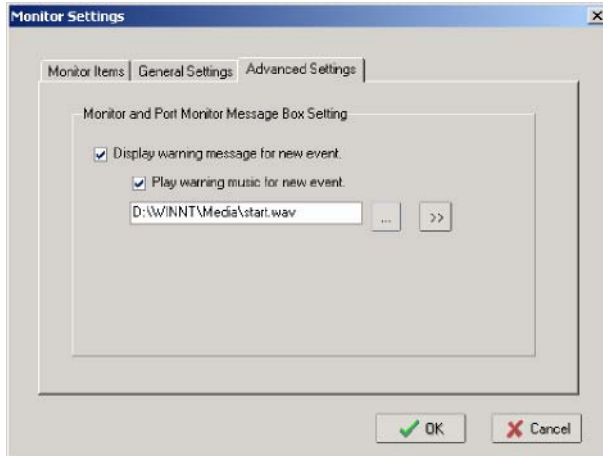 Monitor Settings
Monitor Items General Settings Advanced Settings
Monitor and Port Monitor Message Box Setting
Display warning message for new event.
Play warning music for new event.
D:\WINNT\Media\start.wav ... >>
OK Cancel